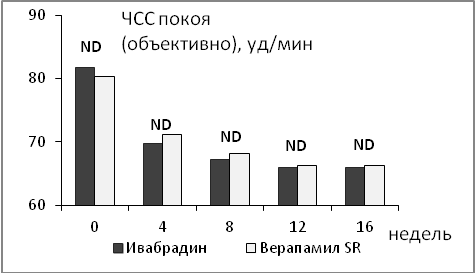 ЧСС покоя
(объективно), уд/мин
90
80
70
60
ND
ND
ND
ND
ND
0 4 8 12 16 недель
Ивабрадин Верапамил SR